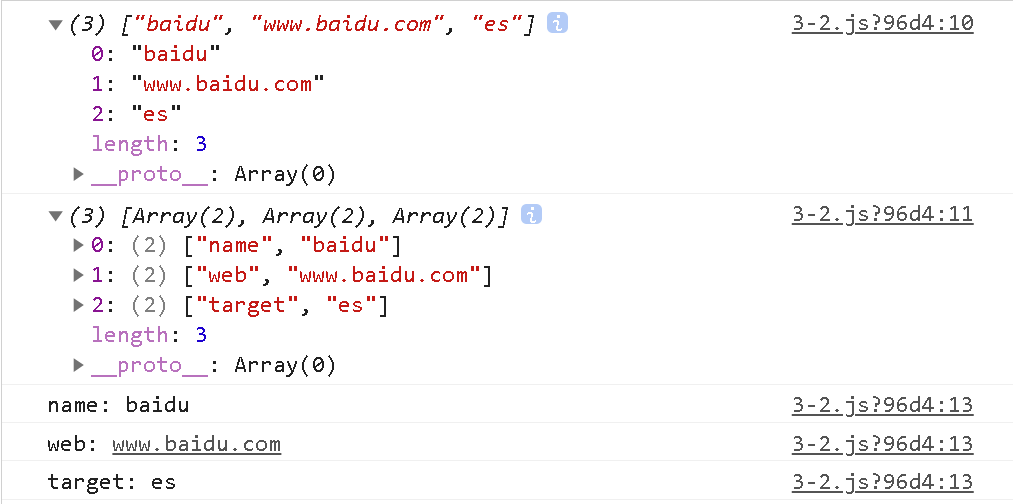 ▼(3) ["baidu", "www.baidu.com", "es"] i 3-2.js?96d4:10
0: "baidu"
1: "www.baidu.com"
2: "es"
length: 3
▶__proto__: Array(0)
▼(3) [Array(2), Array(2), Array(2)] i 3-2.js?96d4:11
▶0: (2) ["name", "baidu"]
▶1: (2) ["web", "www.baidu.com"]
▶2: (2) ["target", "es"]
length: 3
▶__proto__: Array(0)
name: baidu 3-2.js?96d4:13
web: www.baidu.com 3-2.js?96d4:13
target: es 3-2.js?96d4:13